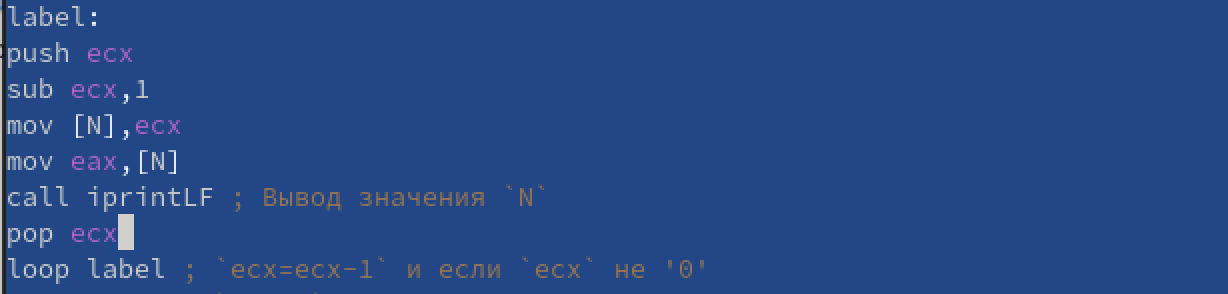 label:
push ecx
sub ecx,1
mov [N],ecx
mov eax,[N]
call iprintLF ; Вывод значения `N`
pop ecx
loop label ; `ecx=ecx-1` и если `ecx` не '0'